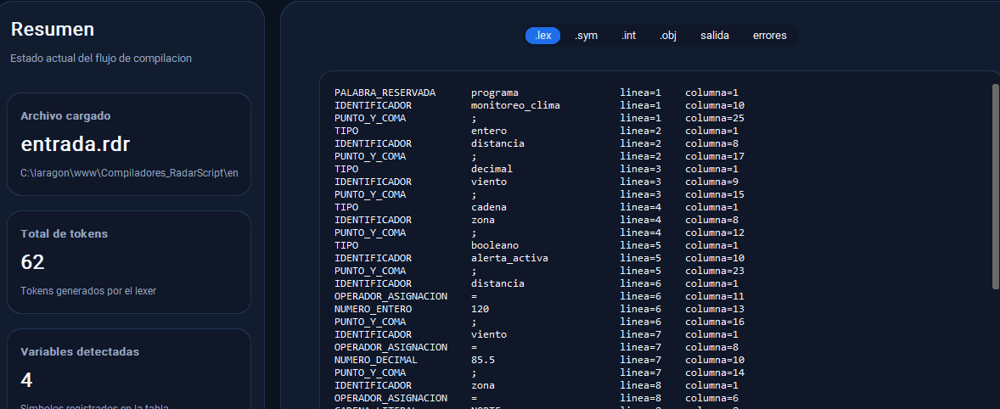 Resumen
Estado actual del flujo de compilacion
Archivo cargado
entrada.rdr
C:\laragon\www\Compiladores_RadarScript\en
Total de tokens
62
Tokens generados por el lexer
Variables detectadas
4
Simbolos registrados en la tabla
.lex .sym .int .obj salida errores
PALABRA_RESERVADA programa linea=1 columna=1
IDENTIFICADOR monitoreo_clima linea=1 columna=10
PUNTO_Y_COMA ; linea=1 columna=25
TIPO entero linea=2 columna=1
IDENTIFICADOR distancia linea=2 columna=8
PUNTO_Y_COMA ; linea=2 columna=17
TIPO decimal linea=3 columna=1
IDENTIFICADOR viento linea=3 columna=9
PUNTO_Y_COMA ; linea=3 columna=15
TIPO cadena linea=4 columna=1
IDENTIFICADOR zona linea=4 columna=8
PUNTO_Y_COMA ; linea=4 columna=12
TIPO booleano linea=5 columna=1
IDENTIFICADOR alerta_activa linea=5 columna=10
PUNTO_Y_COMA ; linea=5 columna=23
IDENTIFICADOR distancia linea=6 columna=1
OPERADOR_ASIGNACION = linea=6 columna=11
NUMERO_ENTERO 120 linea=6 columna=13
PUNTO_Y_COMA ; linea=6 columna=16
IDENTIFICADOR viento linea=7 columna=1
OPERADOR_ASIGNACION = linea=7 columna=8
NUMERO_DECIMAL 85.5 linea=7 columna=10
PUNTO_Y_COMA ; linea=7 columna=14
IDENTIFICADOR zona linea=8 columna=1
OPERADOR_ASIGNACION = linea=8 columna=6
CADENA_LITERAL NORTE linea=8 columna=8